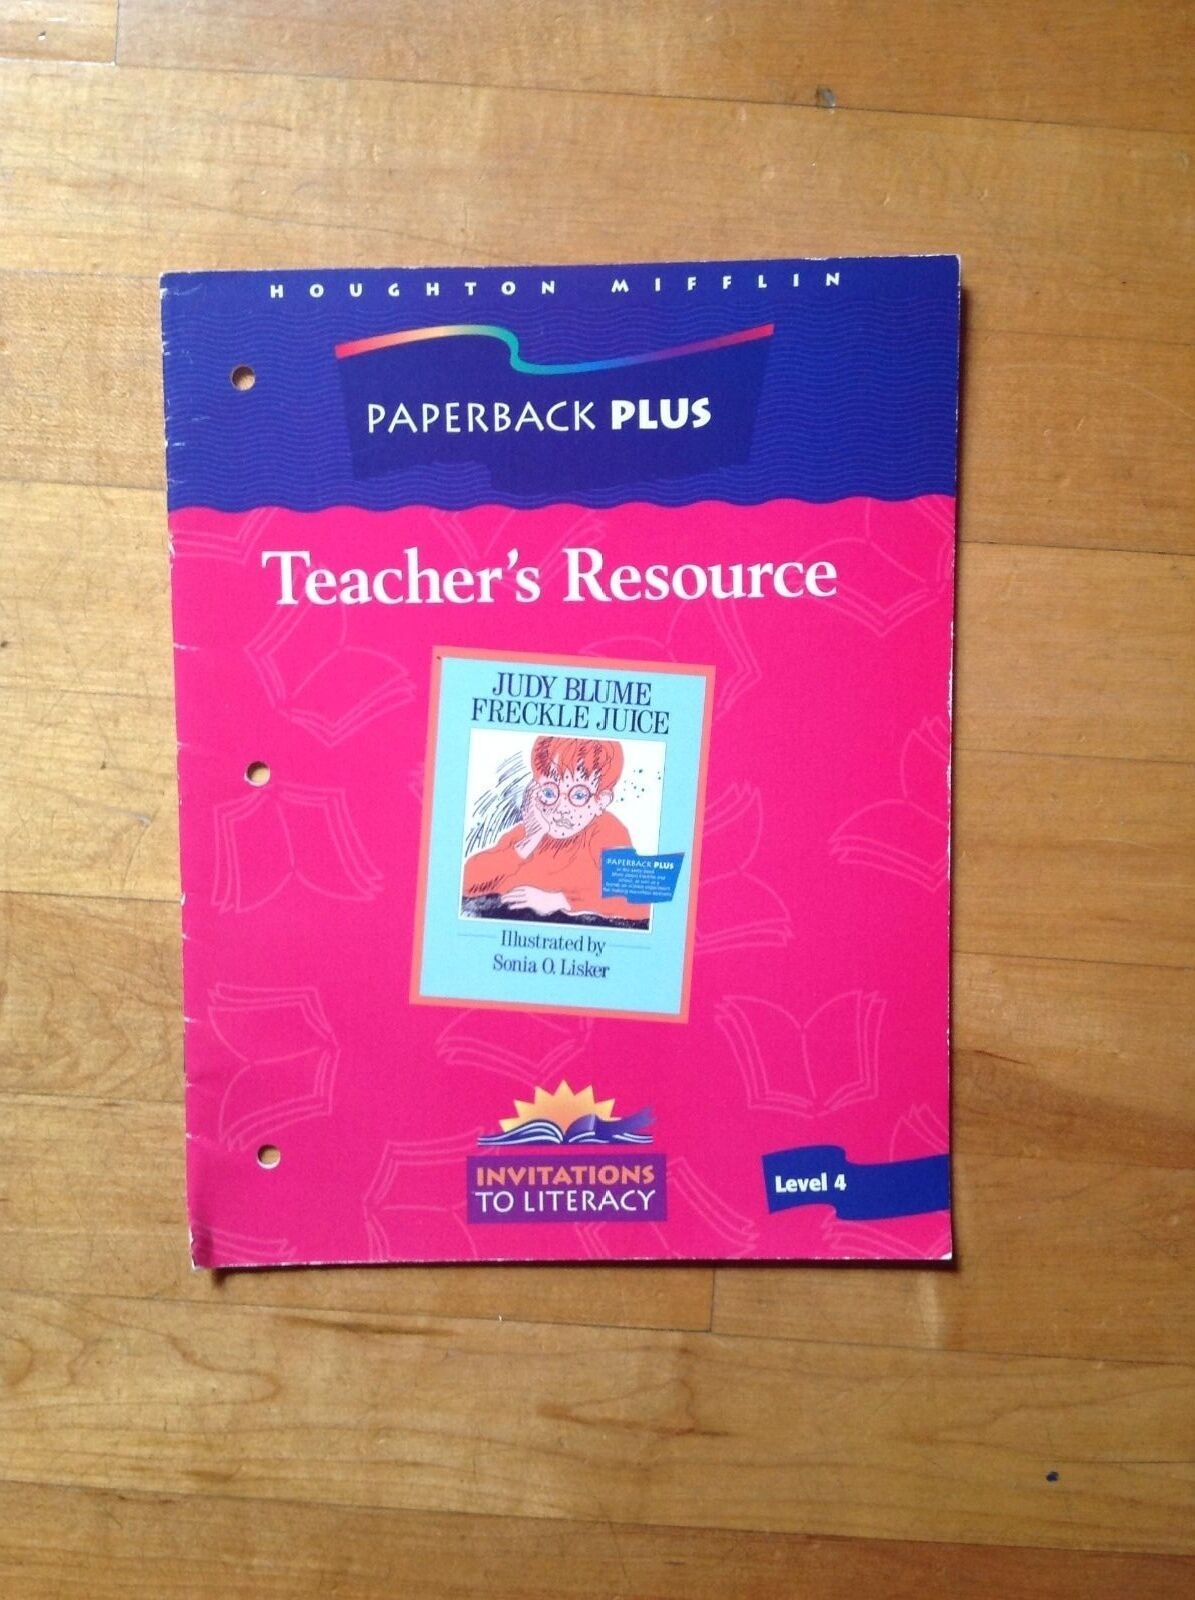 HOUGHTON MIFFLIN
PAPERBACK PLUS
Teacher's Resource
JUDY BLUME
FRECKLE JUICE
PAPERBACK PLUS
Illustrated by
Sonia O. Lisker
INVITATIONS
TO LITERACY
Level 4